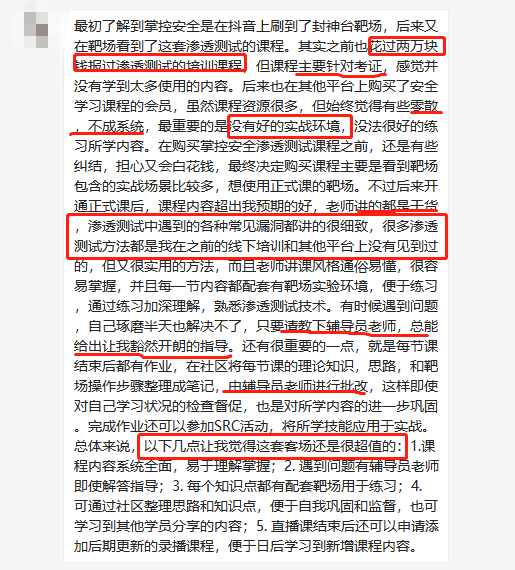 最初了解到掌控安全是在抖音上刷到了封神台靶场，后来又
在靶场看到了这套渗透测试的课程。其实之前也花过两万块
钱报过渗透测试的培训课程，但课程主要针对考证，感觉并
没有学到太多使用的内容。后来也在其他平台上购买了安全
学习课程的会员，虽然课程资源很多，但始终觉得有些零散
，不成系统，最重要的是没有好的实战环境，没法很好的练
习所学内容。在购买掌控安全渗透测试课程之前，还是有些
纠结，担心又会白花钱，最终决定购买课程主要是看到靶场
包含的实战场景比较多，想使用正式课的靶场。不过后来开
通正式课后，课程内容超出我预期的好，老师讲的都是干货
，渗透测试中遇到的各种常见漏洞都讲的很细致，很多渗透
测试方法都是我在之前的线下培训和其他平台上没有见到过
的，但又很实用的方法，而且老师讲课风格通俗易懂，很容
易掌握，并且每一节内容都配套有靶场实验环境，便于练习
，通过练习加深理解，熟悉渗透测试技术。有时候遇到问题
，自己琢磨半天也解决不了，只要请教下辅导员老师，总能
给出让我豁然开朗的指导。还有很重要的一点，就是每节课
结束后都有作业，在社区将每节课的理论知识，思路，和靶
场操作步骤整理成笔记，由辅导员老师进行批改，这样即使
对自己学习状况的检查督促，也是对所学内容的进一步巩固
。完成作业还可以参加SRC活动，将所学技能应用于实战。
总体来说，以下几点让我觉得这套客场还是很超值的：1.课
程内容系统全面，易于理解掌握；2. 遇到问题有辅导员老师
即使解答指导；3. 每个知识点都有配套靶场用于练习；4.
可通过社区整理思路和知识点，便于自我巩固和监督，也可
学习到其他学员分享的内容；5. 直播课结束后还可以申请添
加后期更新的录播课程，便于日后学习到新增课程内容。